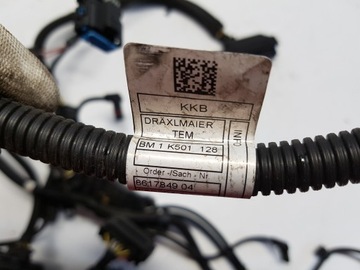 KKB
DRÄXLMAIER
TEM
BM 1 K501 128
Order -/Sach - Nr
8617849 04